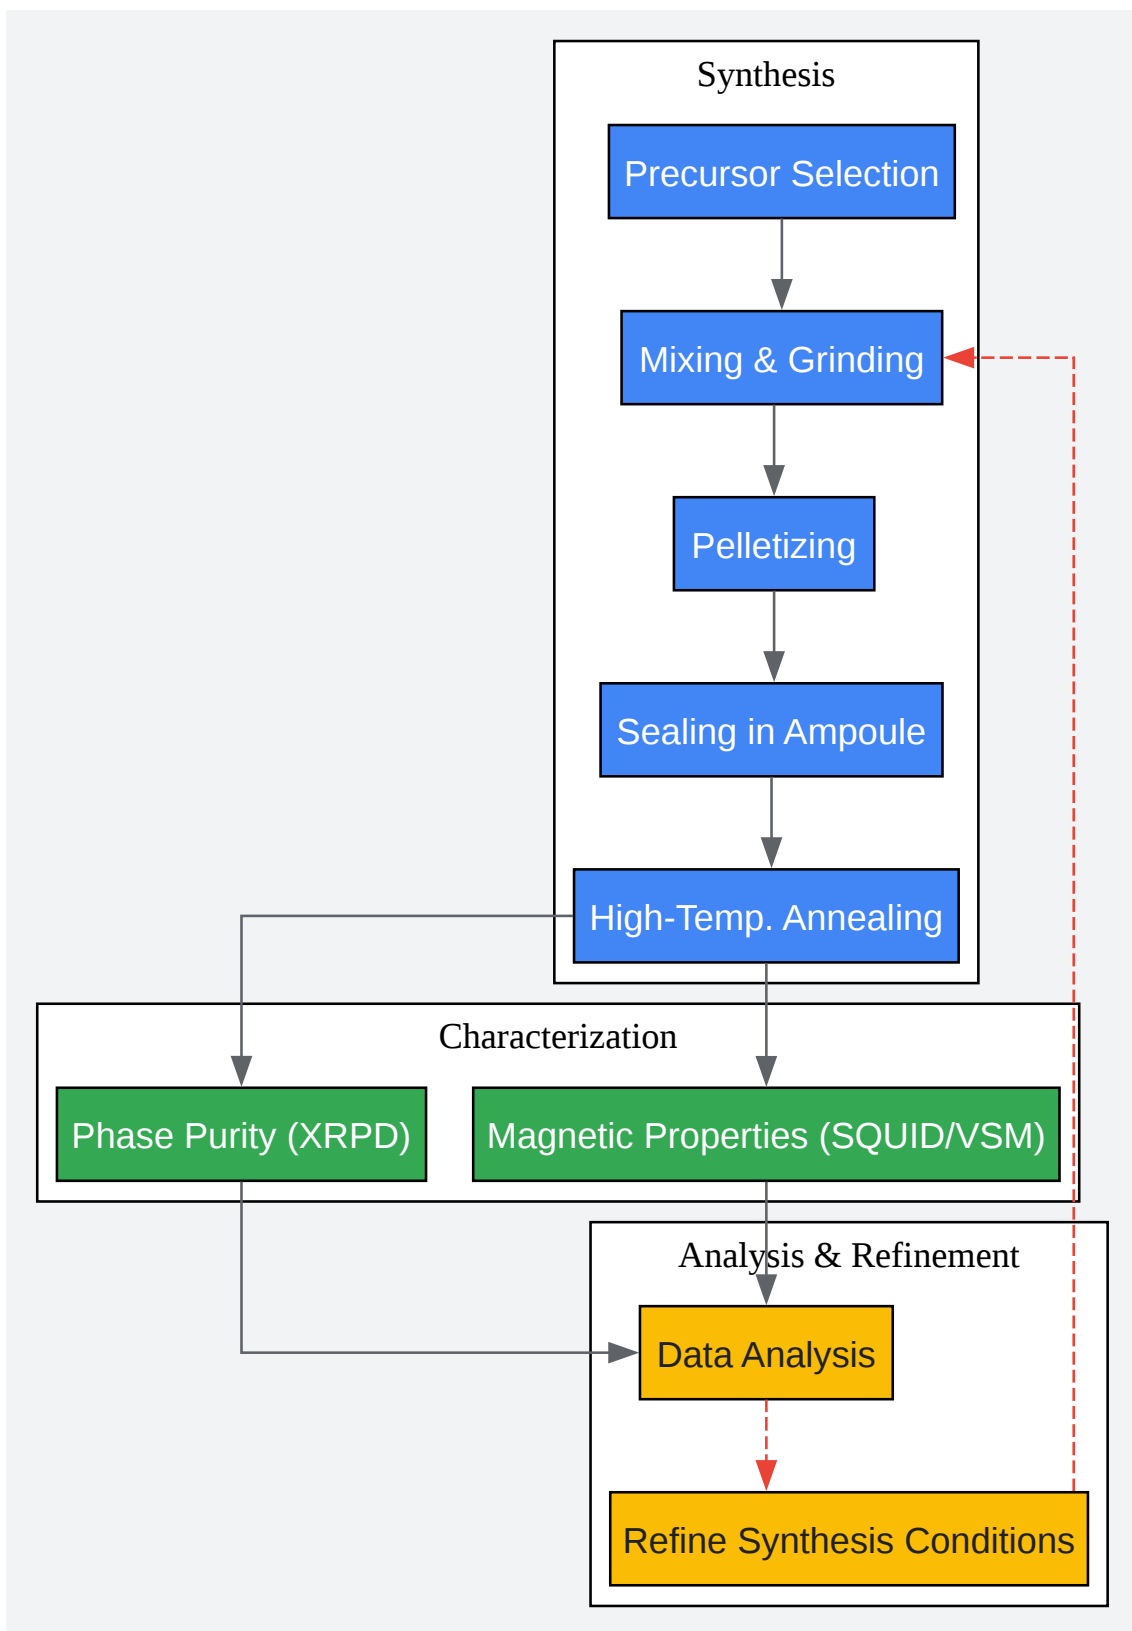 Synthesis
Precursor Selection
Mixing & Grinding
Pelletizing
Sealing in Ampoule
High-Temp. Annealing
Characterization
Phase Purity (XRPD)
Magnetic Properties (SQUID/VSM)
Analysis & Refinement
Data Analysis
Refine Synthesis Conditions